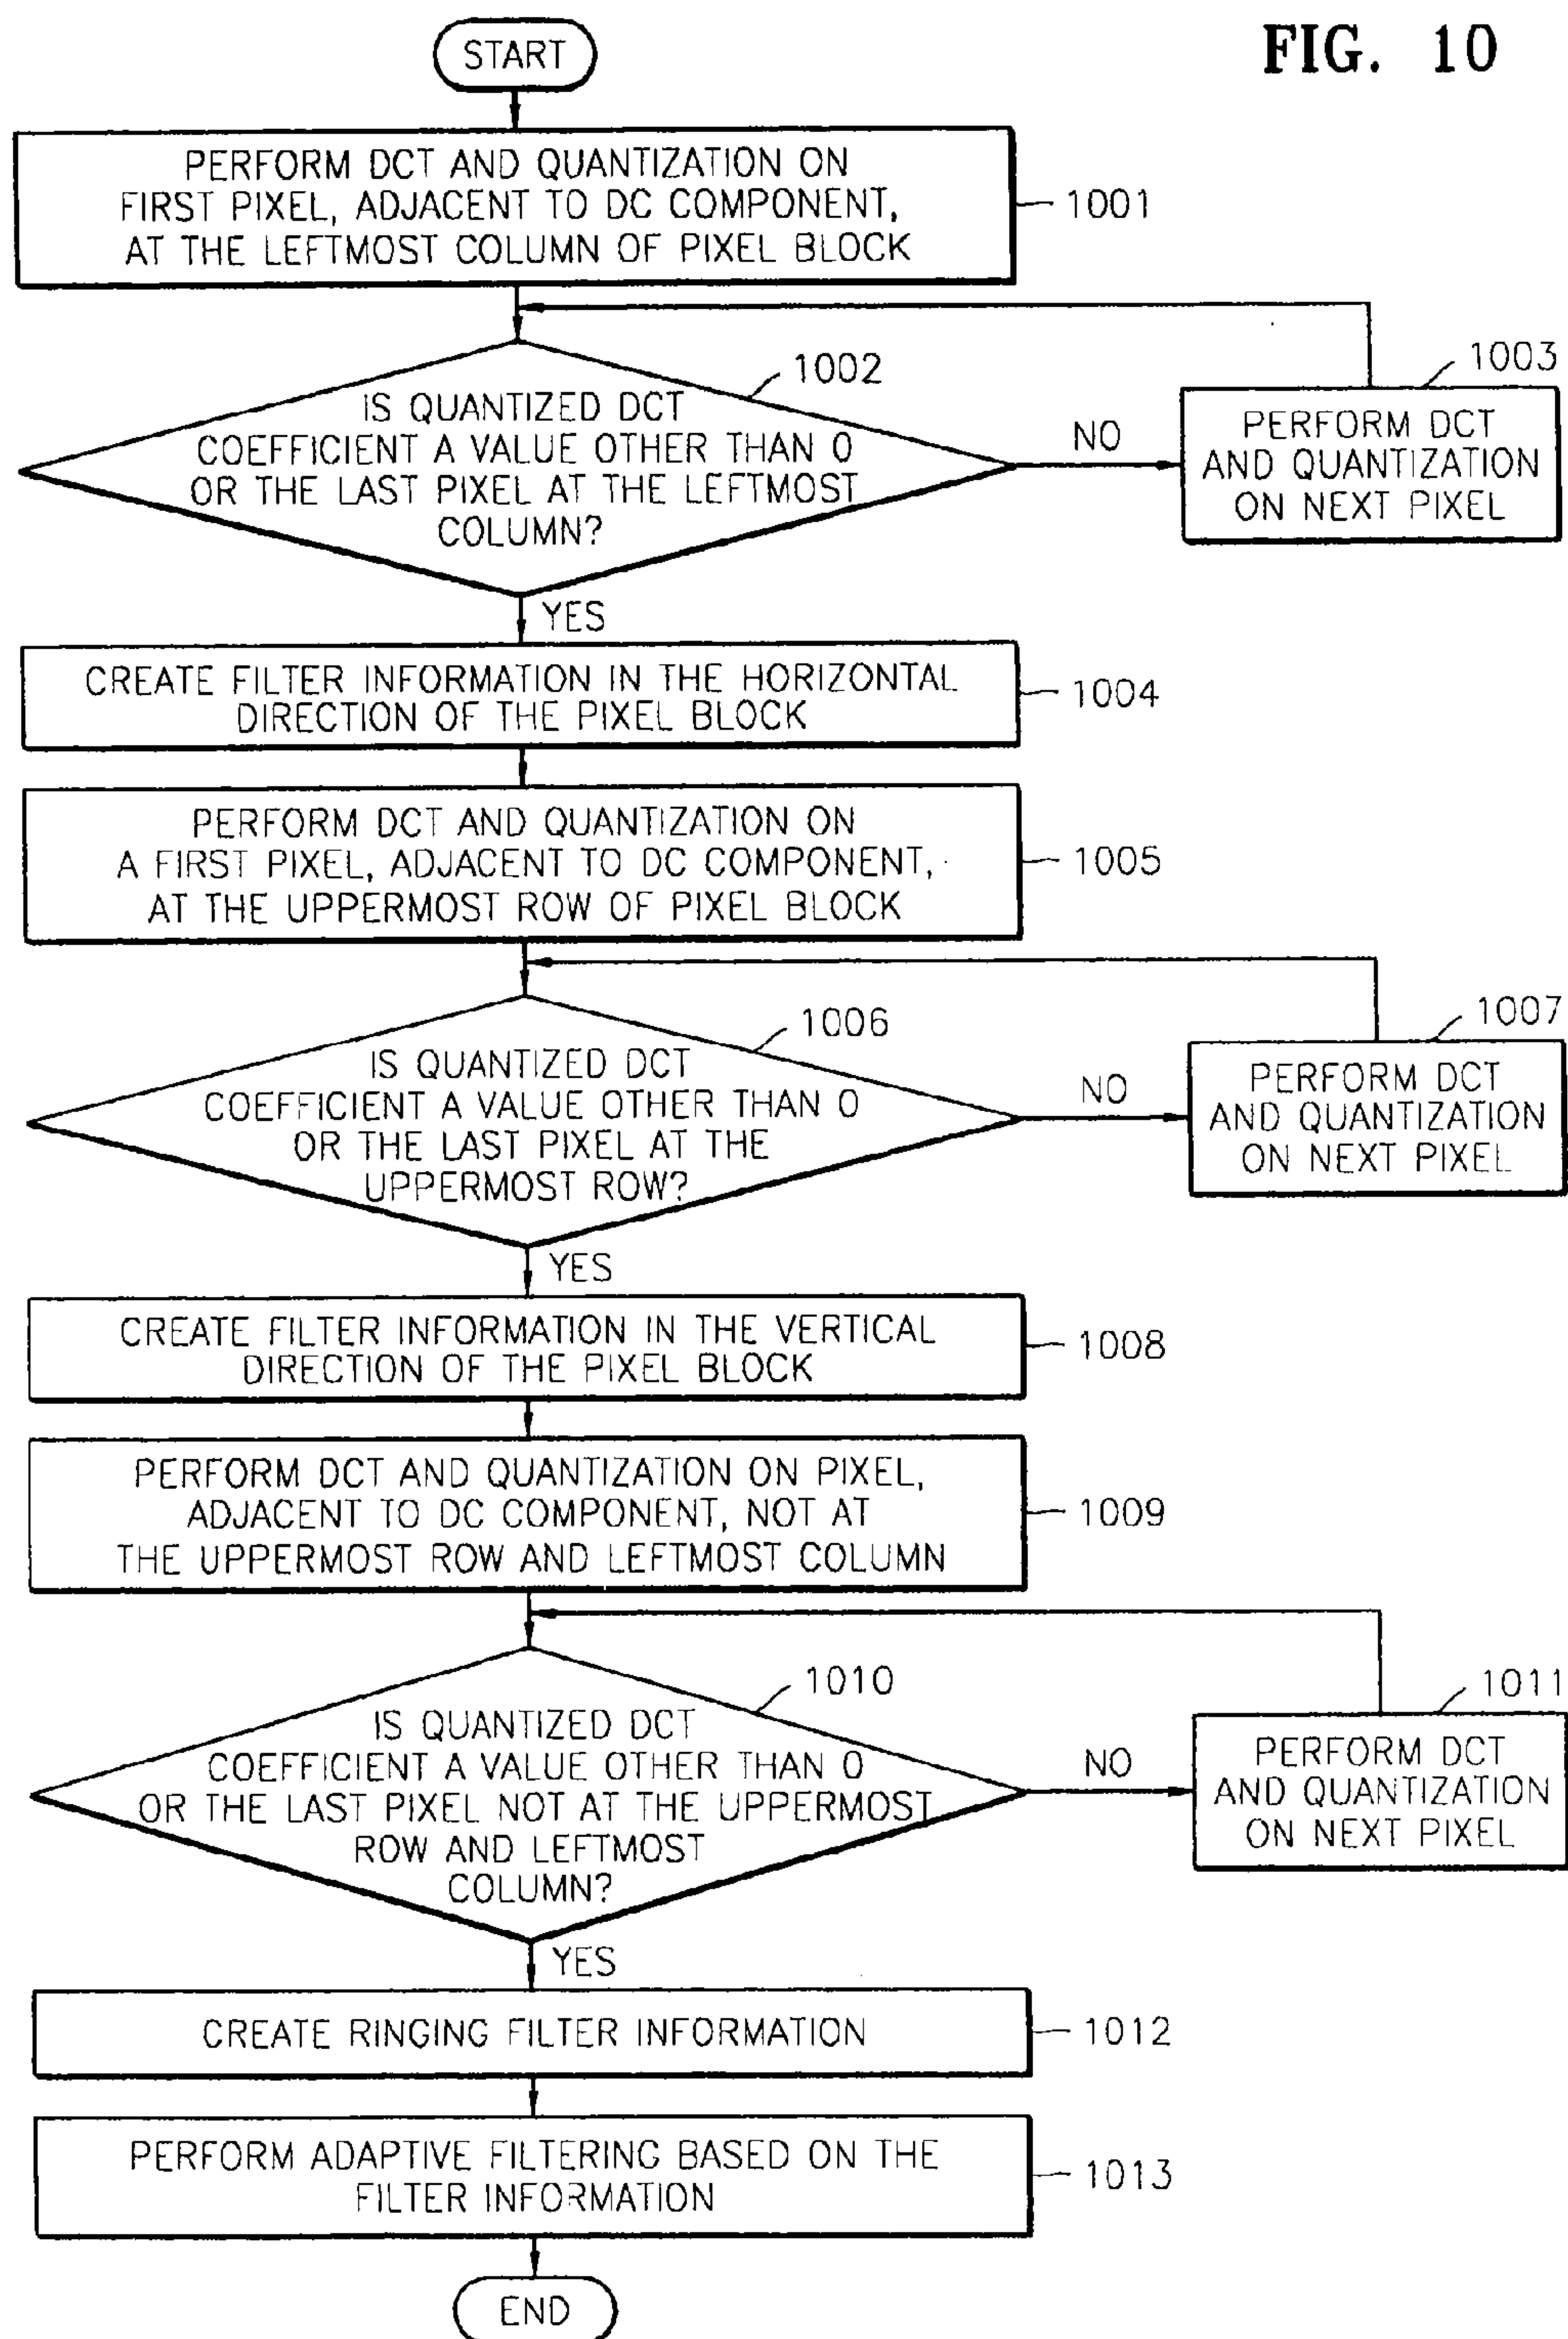 FIG. 10
START
PERFORM DCT AND QUANTIZATION ON
FIRST PIXEL, ADJACENT TO DC COMPONENT,
AT THE LEFTMOST COLUMN OF PIXEL BLOCK
1001
1002
IS QUANTIZED DCT
COEFFICIENT A VALUE OTHER THAN 0
OR THE LAST PIXEL AT THE LEFTMOST
COLUMN?
NO
1003
PERFORM DCT
AND QUANTIZATION
ON NEXT PIXEL
YES
CREATE FILTER INFORMATION IN THE HORIZONTAL
DIRECTION OF THE PIXEL BLOCK
1004
PERFORM DCT AND QUANTIZATION ON
A FIRST PIXEL, ADJACENT TO DC COMPONENT,
AT THE UPPERMOST ROW OF PIXEL BLOCK
1005
1006
IS QUANTIZED DCT
COEFFICIENT A VALUE OTHER THAN 0
OR THE LAST PIXEL AT THE
UPPERMOST ROW?
NO
1007
PERFORM DCT
AND QUANTIZATION
ON NEXT PIXEL
YES
CREATE FILTER INFORMATION IN THE VERTICAL
DIRECTION OF THE PIXEL BLOCK
1008
PERFORM DCT AND QUANTIZATION ON PIXEL,
ADJACENT TO DC COMPONENT, NOT AT
THE UPPERMOST ROW AND LEFTMOST COLUMN
1009
1010
IS QUANTIZED DCT
COEFFICIENT A VALUE OTHER THAN 0
OR THE LAST PIXEL NOT AT THE UPPERMOST
ROW AND LEFTMOST
COLUMN?
NO
1011
PERFORM DCT
AND QUANTIZATION
ON NEXT PIXEL
YES
CREATE RINGING FILTER INFORMATION
1012
PERFORM ADAPTIVE FILTERING BASED ON THE
FILTER INFORMATION
1013
END